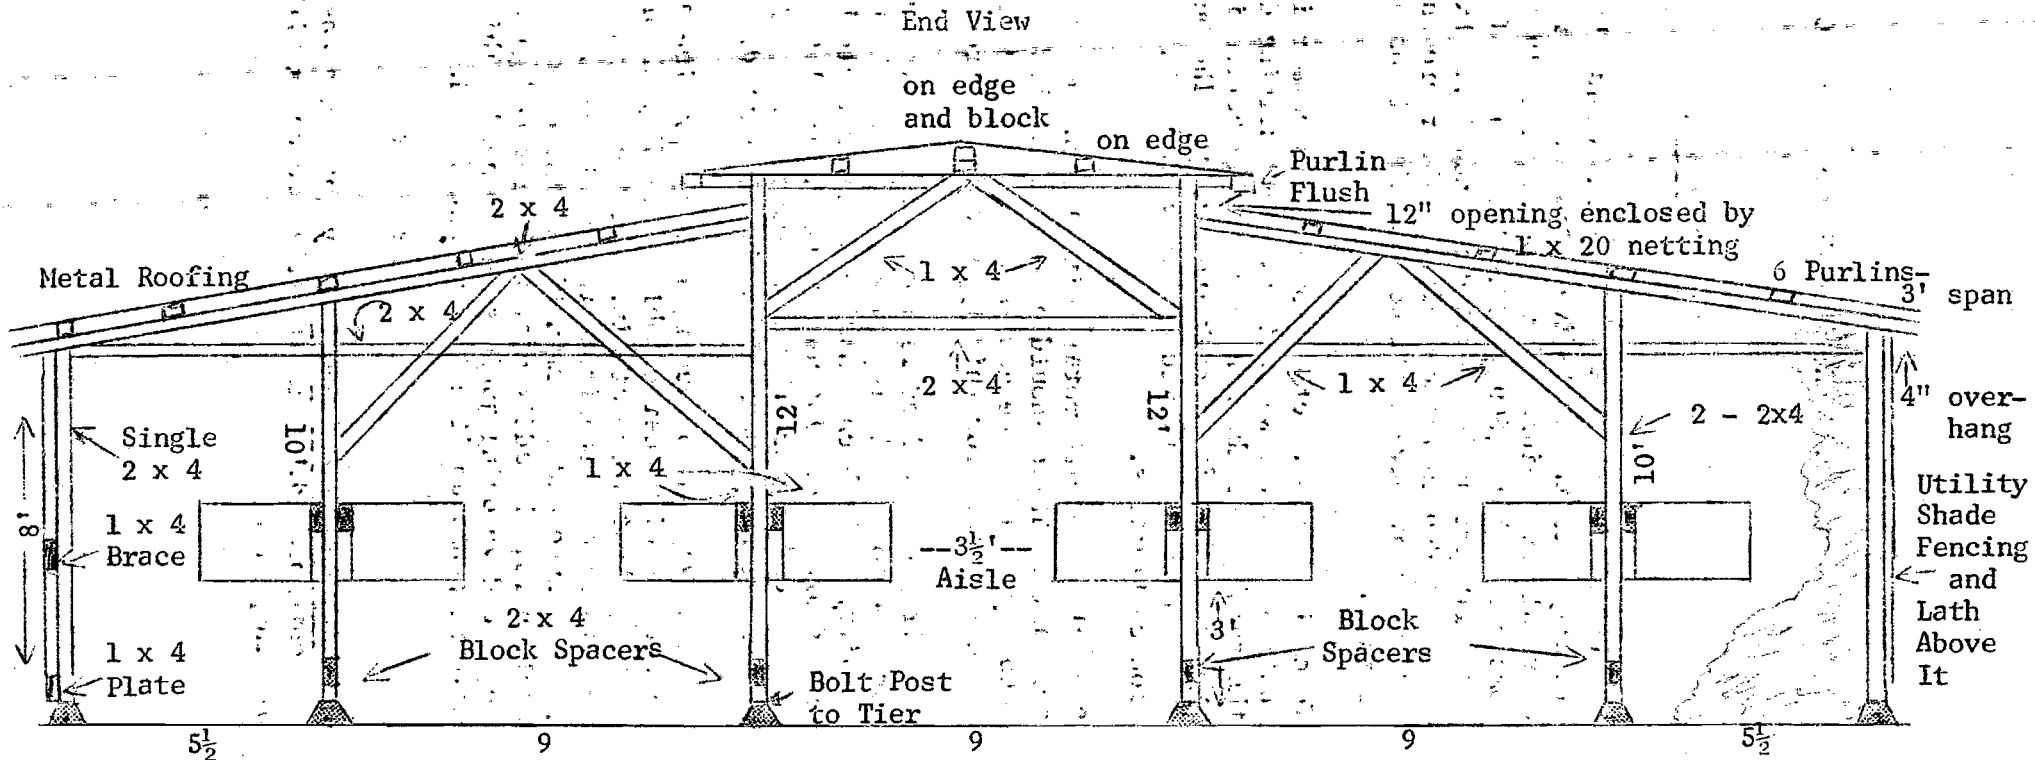 End View
on edge
and block
on edge
Purlin
Flush
2 x 4
12" opening enclosed by
1 x 20 netting
Metal Roofing
1 x 4
6 Purlins-
3' span
2 x 4
2 x 4
1 x 4
12'
12'
4" over-
hang
2 - 2x4
Single
2 x 4
10'
10'
1 x 4
8'
1 x 4
Brace
--3½'--
Aisle
Utility
Shade
Fencing
and
Lath
Above
It
2 x 4
Block Spacers
3'
Block
Spacers
1 x 4
Plate
Bolt Post
to Tier
5½
9
9
9
5½